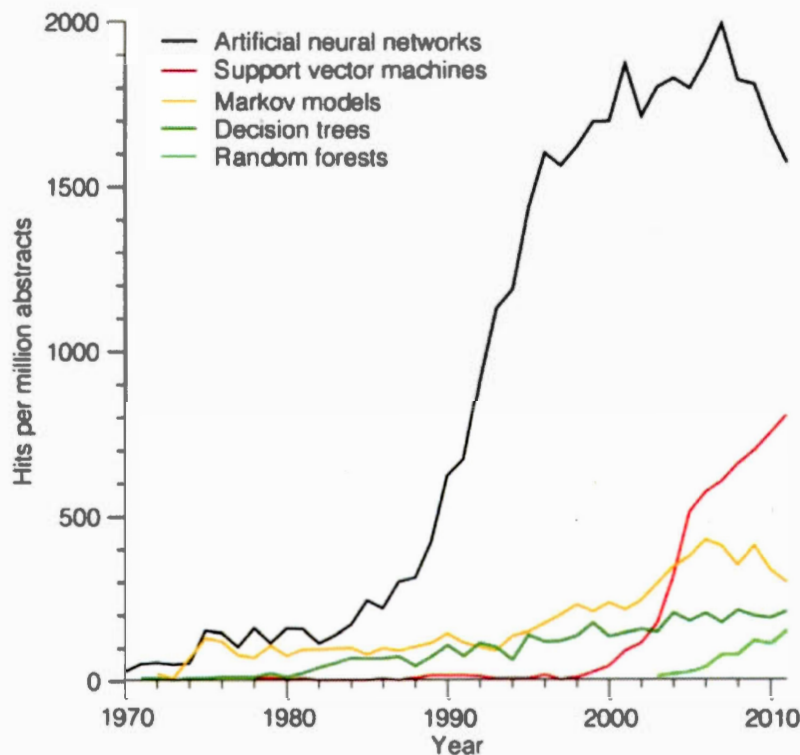 2000
Artificial neural networks
Support vector machines
Markov models
Decision trees
Random forests
1500
Hits per million abstracts
1000
500
0
1970
1980
1990
2000
2010
Year